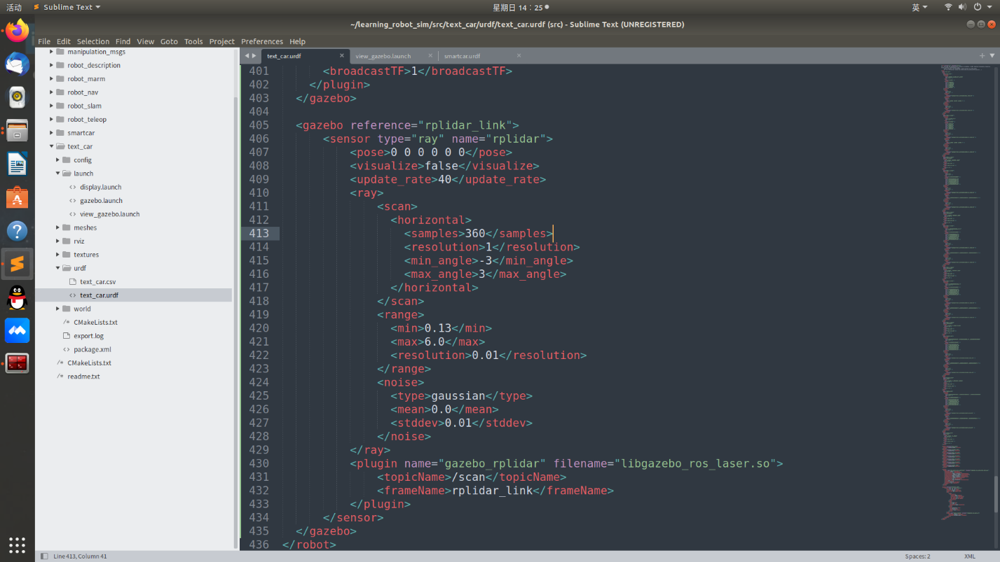 活动
Sublime Text
星期日 14：25
英
~/learning_robot_sim/src/text_car/urdf/text_car.urdf (src) - Sublime Text (UNREGISTERED)
File Edit Selection Find View Goto Tools Project Preferences Help
manipulation_msgs
robot_description
robot_marm
robot_nav
robot_slam
robot_teleop
smartcar
text_car
config
launch
<> display.launch
<> gazebo.launch
<> view_gazebo.launch
meshes
rviz
textures
urdf
text_car.csv
<> text_car.urdf
world
/* CMakeLists.txt
export.log
<> package.xml
/* CMakeLists.txt
/* readme.txt
text_car.urdf
view_gazebo.launch
smartcar.urdf
401 <broadcastTF>1</broadcastTF>
402 </plugin>
403 </gazebo>
404
405 <gazebo reference="rplidar_link">
406 <sensor type="ray" name="rplidar">
407 <pose>0 0 0 0 0 0</pose>
408 <visualize>false</visualize>
409 <update_rate>40</update_rate>
410 <ray>
411 <scan>
412 <horizontal>
413 <samples>360</samples>
414 <resolution>1</resolution>
415 <min_angle>-3</min_angle>
416 <max_angle>3</max_angle>
417 </horizontal>
418 </scan>
419 <range>
420 <min>0.13</min>
421 <max>6.0</max>
422 <resolution>0.01</resolution>
423 </range>
424 <noise>
425 <type>gaussian</type>
426 <mean>0.0</mean>
427 <stddev>0.01</stddev>
428 </noise>
429 </ray>
430 <plugin name="gazebo_rplidar" filename="libgazebo_ros_laser.so">
431 <topicName>/scan</topicName>
432 <frameName>rplidar_link</frameName>
433 </plugin>
434 </sensor>
435 </gazebo>
436 </robot>
Line 413, Column 41
Spaces: 2
XML